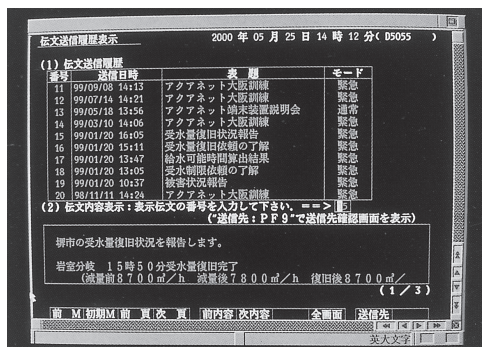 伝文送信履歴表示 2000 年 05 月 25 日 14 時 12 分( D5055 )
(1) 伝文送信履歴
番号 送信日時 表 題 モード
11 99/09/08 14:13 アクアネット大阪訓練 緊急
12 99/07/14 14:21 アクアネット大阪訓練 緊急
13 99/05/18 13:56 アクアネット端末装置説明会 通常
14 99/03/10 14:06 アクアネット大阪訓練 緊急
15 99/01/20 16:05 受水量復旧状況報告 緊急
16 99/01/20 15:11 受水量復旧依頼の了解 緊急
17 99/01/20 13:47 給水可能時間算出結果 緊急
18 99/01/20 13:05 受水制限依頼の了解 緊急
19 99/01/20 10:37 被害状況報告 緊急
20 98/11/11 14:24 アクアネット大阪訓練 緊急
(2) 伝文内容表示：表示伝文の番号を入力して下さい．＝＝＞15
("送信先：ＰＦ９"で送信先確認画面を表示)
堺市の受水量復旧状況を報告します。
岩室分岐 １５時５０分受水量復旧完了
(減量前８７００㎥／ｈ 減量後７８００㎥／ｈ 復旧後８７００㎥／
( 1 / 3 )
前 M 初期M 前 頁 次 頁 前内容 次内容 全画面 送信先
英大文字